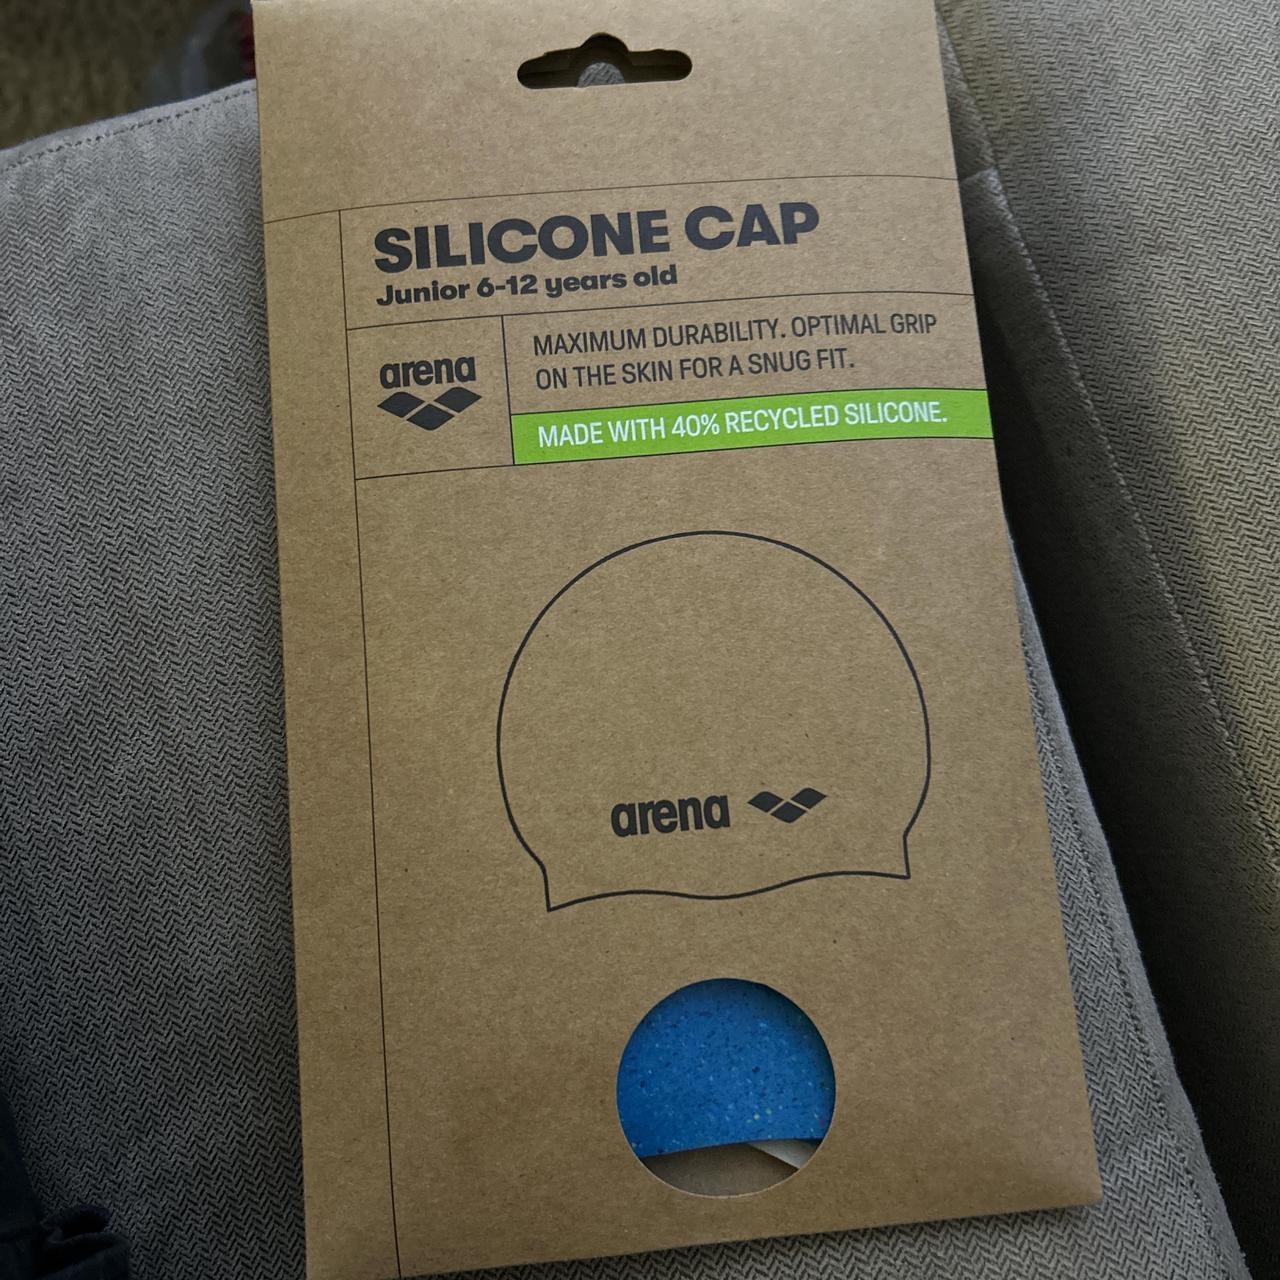 SILICONE CAP
Junior 6-12 years old
arena
MAXIMUM DURABILITY. OPTIMAL GRIP
ON THE SKIN FOR A SNUG FIT.
MADE WITH 40% RECYCLED SILICONE.
arena